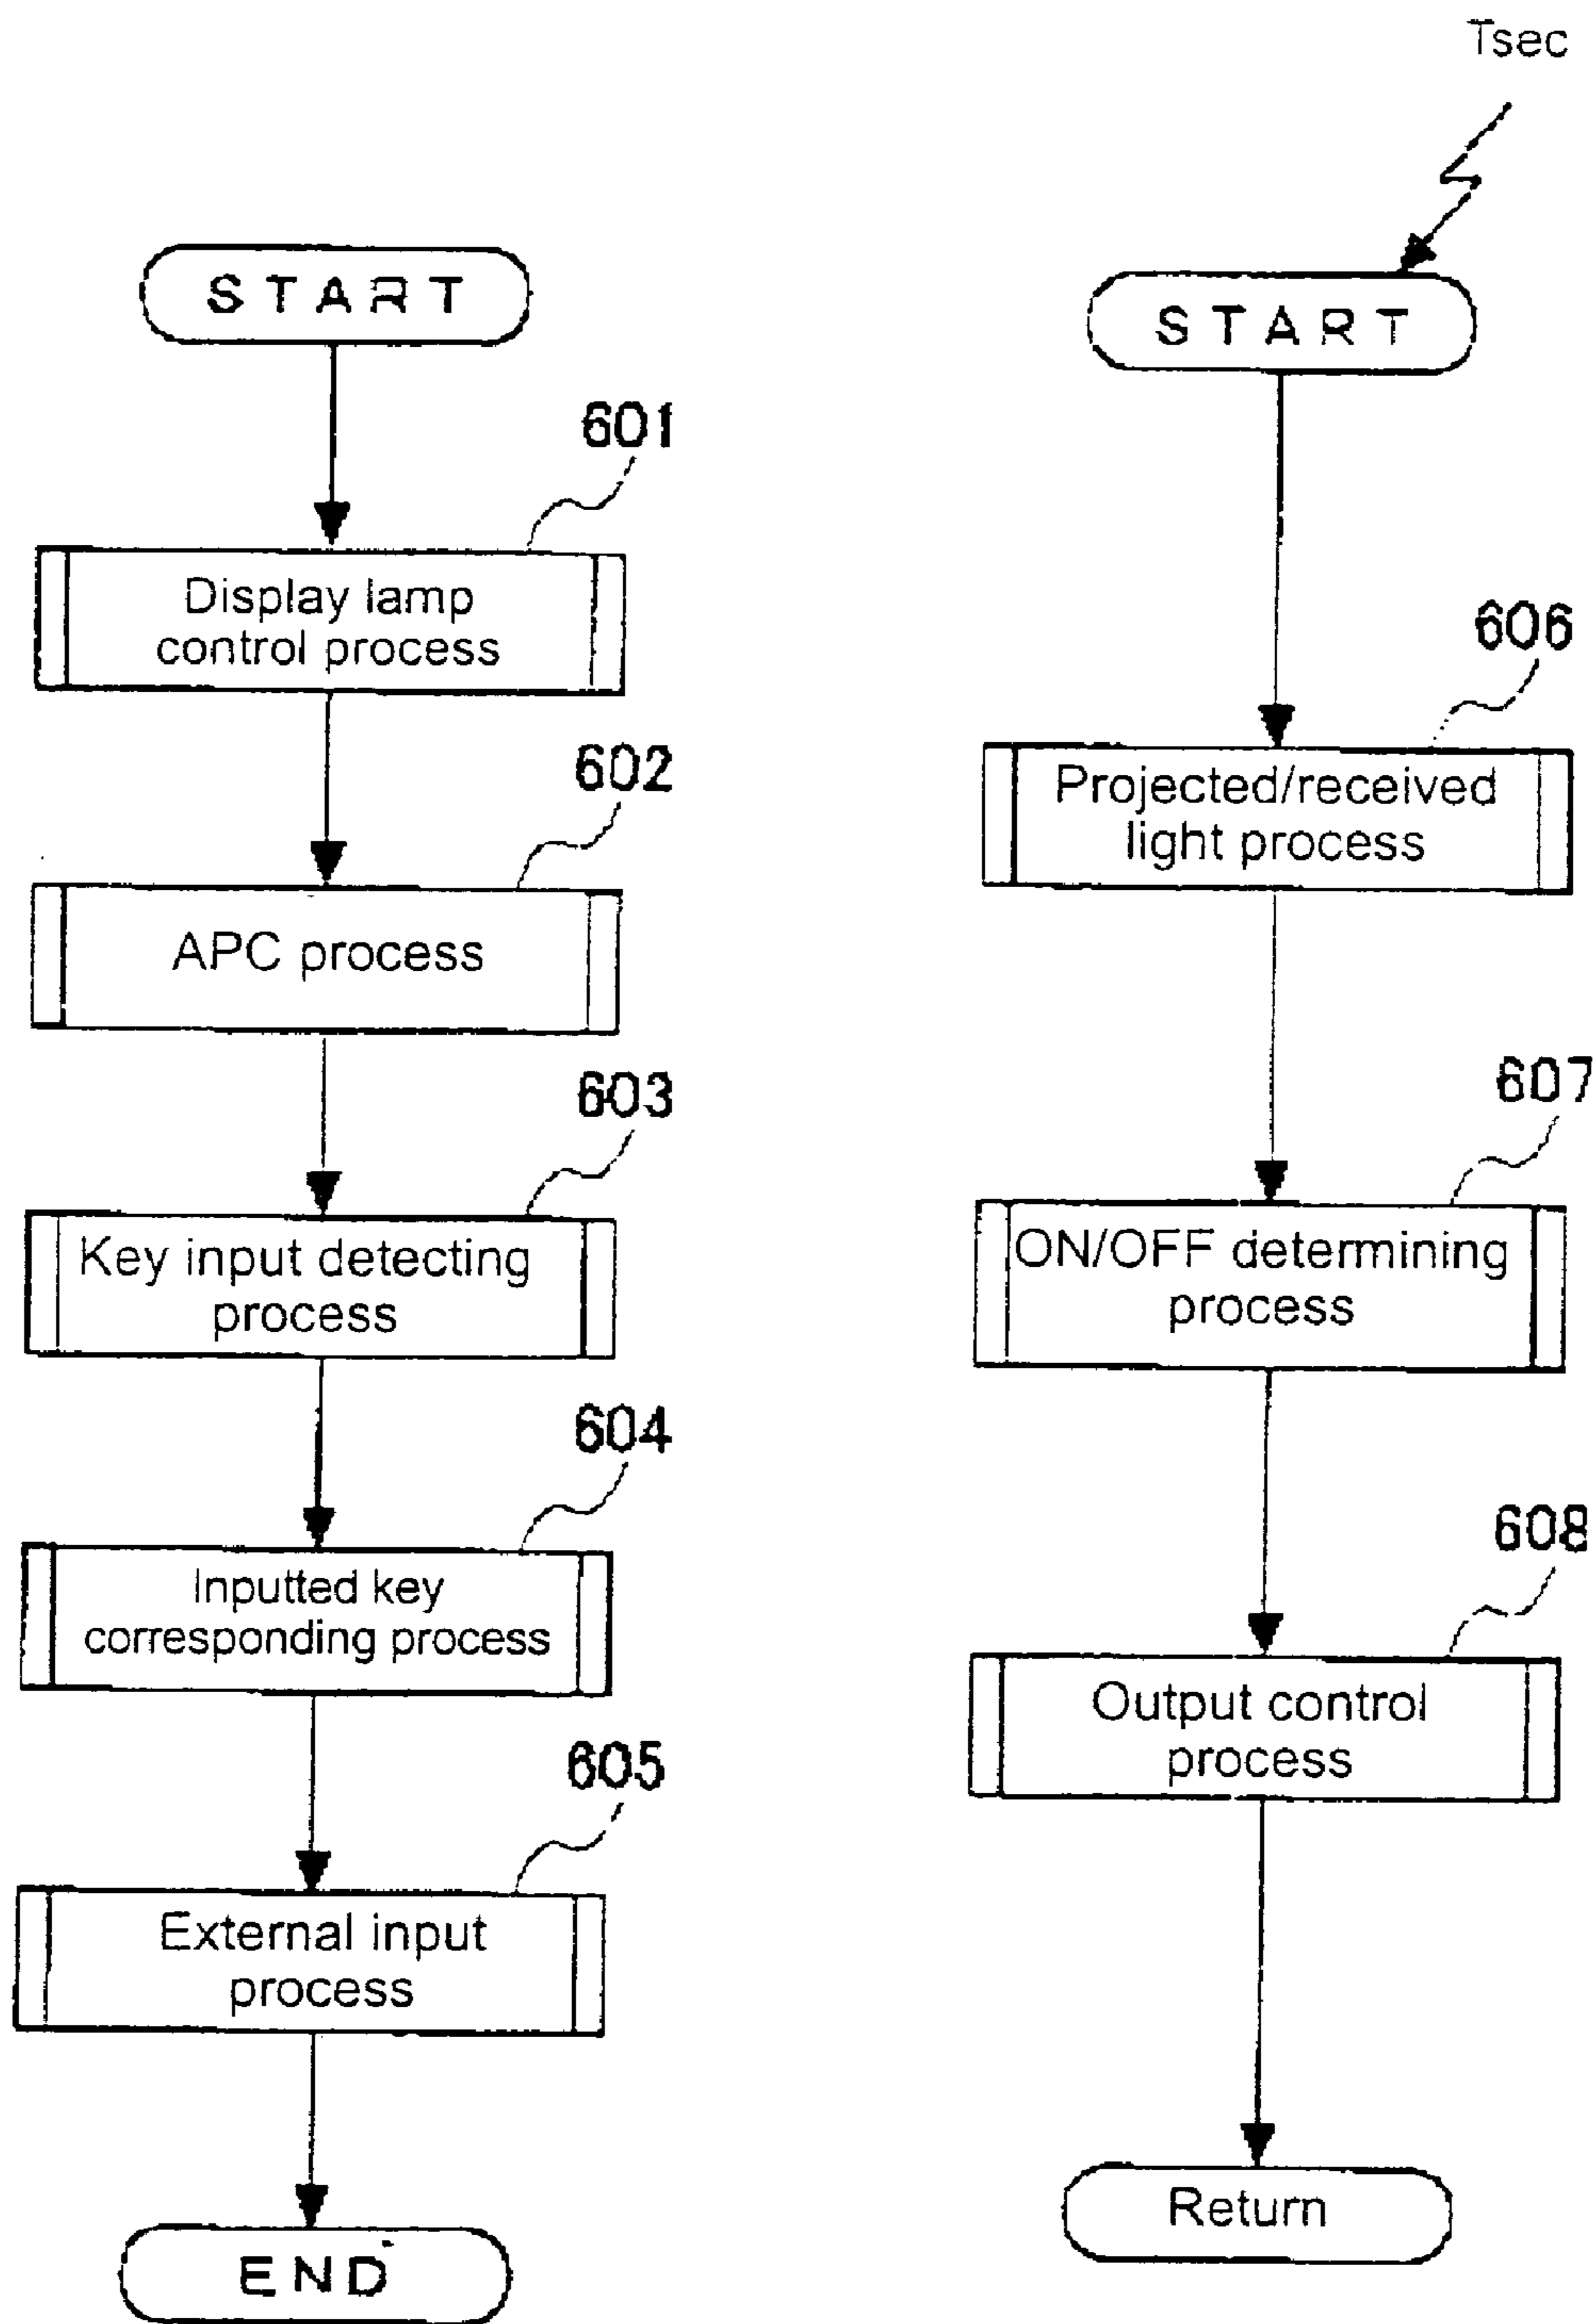 START
601
Display lamp
control process
602
APC process
603
Key input detecting
process
604
Inputted key
corresponding process
605
External input
process
END
Tsec
START
606
Projected/received
light process
607
ON/OFF determining
process
608
Output control
process
Return